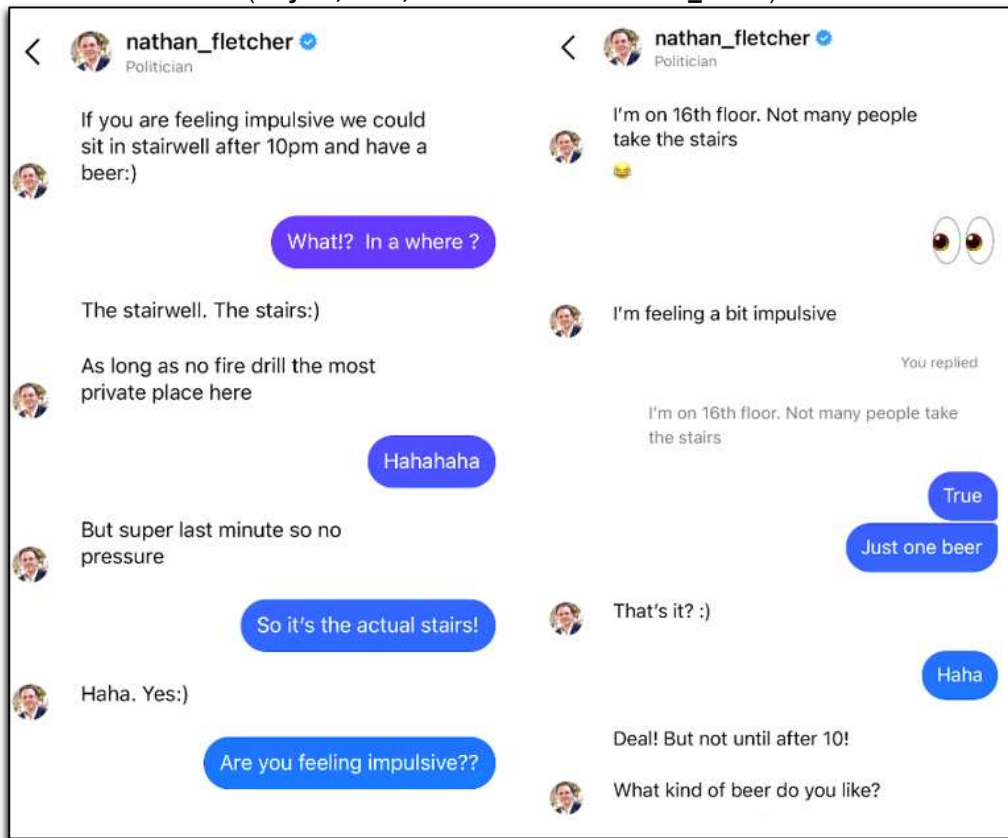 nathan_fletcher
Politician
If you are feeling impulsive we could
sit in stairwell after 10pm and have a
beer:)
What!? In a where ?
The stairwell. The stairs:)
As long as no fire drill the most
private place here
Hahahaha
But super last minute so no
pressure
So it's the actual stairs!
Haha. Yes:)
Are you feeling impulsive??
nathan_fletcher
Politician
I'm on 16th floor. Not many people
take the stairs
😂
👀
I'm feeling a bit impulsive
You replied
I'm on 16th floor. Not many people take
the stairs
True
Just one beer
That's it? :)
Haha
Deal! But not until after 10!
What kind of beer do you like?